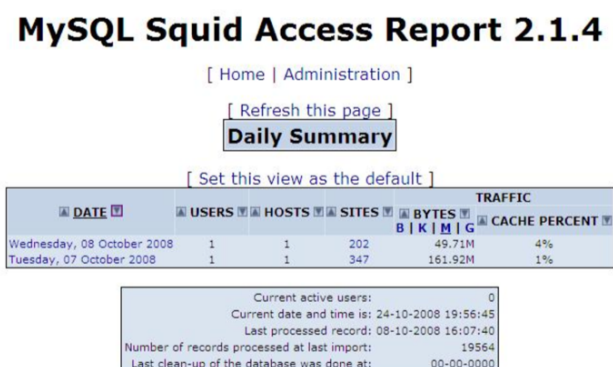 MySQL Squid Access Report 2.1.4
[ Home | Administration ]
[ Refresh this page ]
Daily Summary
[ Set this view as the default ]
TRAFFIC
DATE USERS HOSTS SITES BYTES CACHE PERCENT
B | K | M | G
Wednesday, 08 October 2008 1 1 202 49.71M 4%
Tuesday, 07 October 2008 1 1 347 161.92M 1%
Current active users: 0
Current date and time is: 24-10-2008 19:56:45
Last processed record: 08-10-2008 16:07:40
Number of records processed at last import: 19564
Last clean-up of the database was done at: 00-00-0000